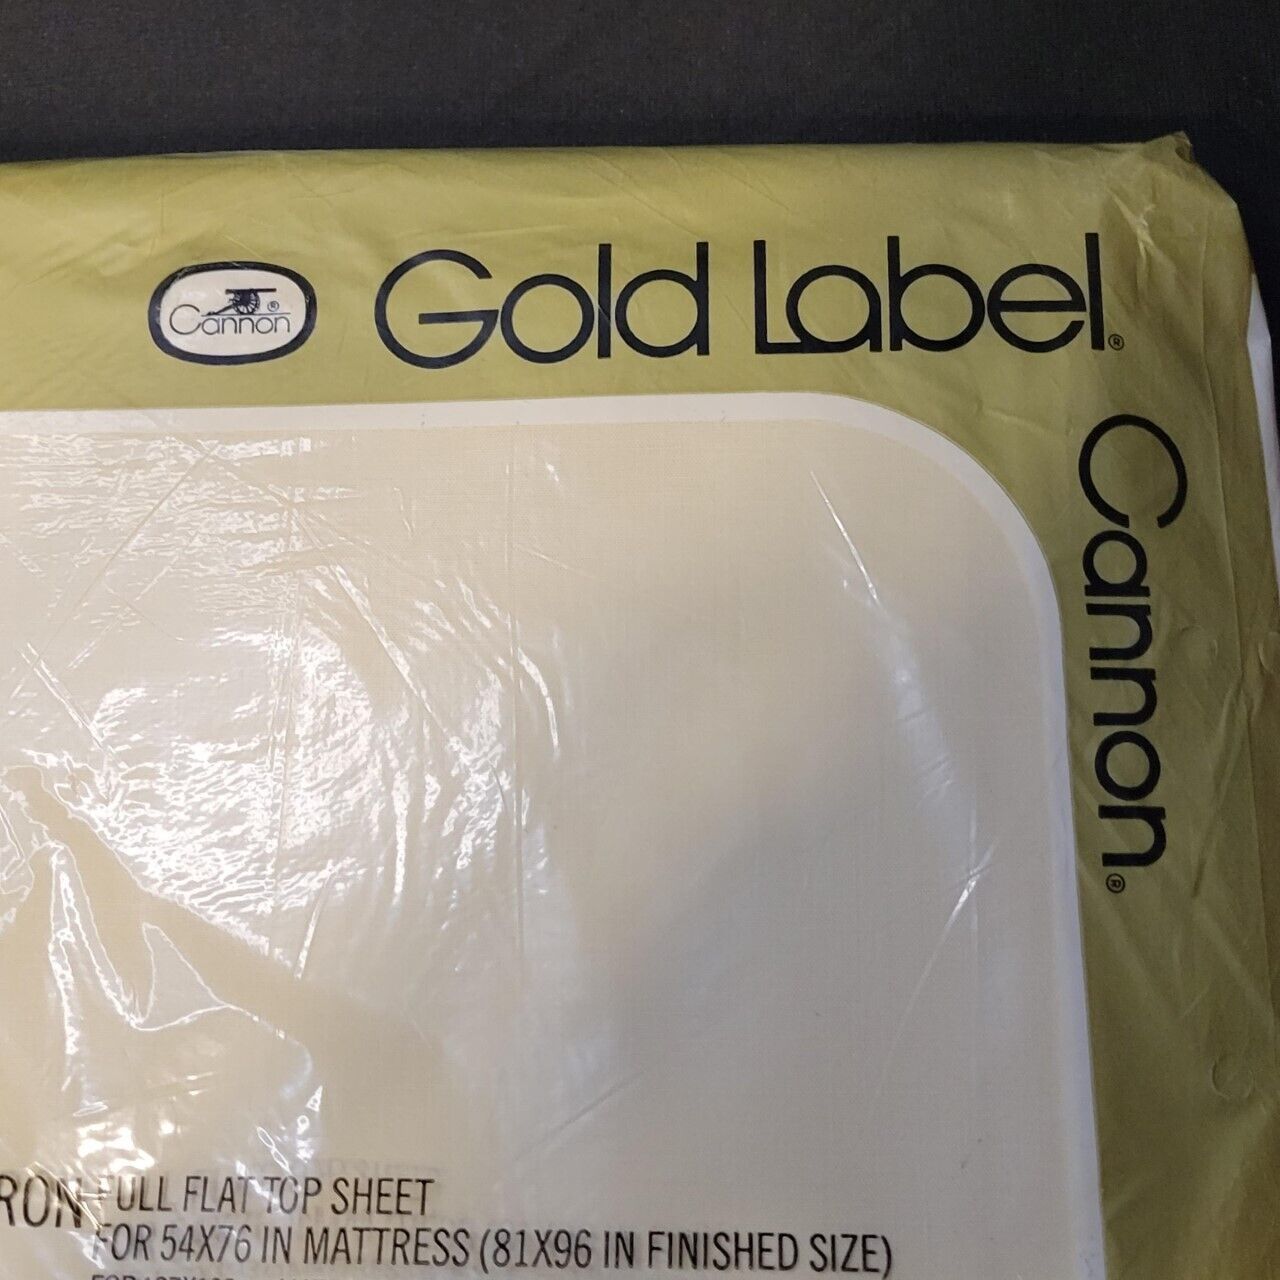 Cannon®
Gold Label®
Cannon®
RON FULL FLAT TOP SHEET
FOR 54X76 IN MATTRESS (81X96 IN FINISHED SIZE)